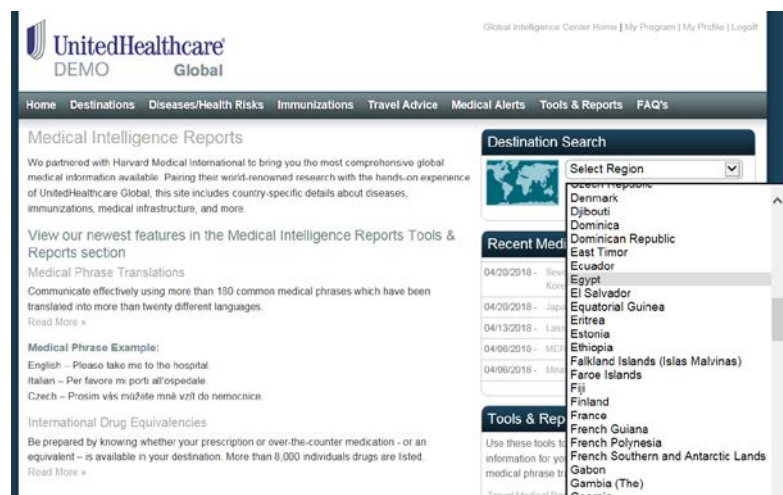 Global Intelligence Center Home | My Program | My Profile | Logoff
UnitedHealthcare®
DEMO Global
Home Destinations Diseases/Health Risks Immunizations Travel Advice Medical Alerts Tools & Reports FAQ's
Medical Intelligence Reports
We partnered with Harvard Medical International to bring you the most comprehensive global
medical information available. Pairing their world-renowned research with the hands-on experience
of UnitedHealthcare Global, this site includes country-specific details about diseases,
immunizations, medical infrastructure, and more.
View our newest features in the Medical Intelligence Reports Tools &
Reports section
Medical Phrase Translations
Communicate effectively using more than 180 common medical phrases which have been
translated into more than twenty different languages.
Read More »
Medical Phrase Example:
English – Please take me to the hospital.
Italian – Per favore mi porti all'ospedale.
Czech – Prosim vás múžete mně vzít do nemocnice.
International Drug Equivalencies
Be prepared by knowing whether your prescription or over-the-counter medication - or an
equivalent – is available in your destination. More than 8,000 individuals drugs are listed.
Read More »
Destination Search
Select Region
Czech Republic
Denmark
Djibouti
Dominica
Dominican Republic
East Timor
Ecuador
Egypt
El Salvador
Equatorial Guinea
Eritrea
Estonia
Ethiopia
Falkland Islands (Islas Malvinas)
Faroe Islands
Fiji
Finland
France
French Guiana
French Polynesia
French Southern and Antarctic Lands
Gabon
Gambia (The)
Georgia
Recent Medi
04/20/2018 -
04/20/2018 - Japa
04/13/2018 - Lass
04/06/2018 -
04/06/2018 - Mea
Tools & Rep
Use these tools to
information for yo
medical phrase tr